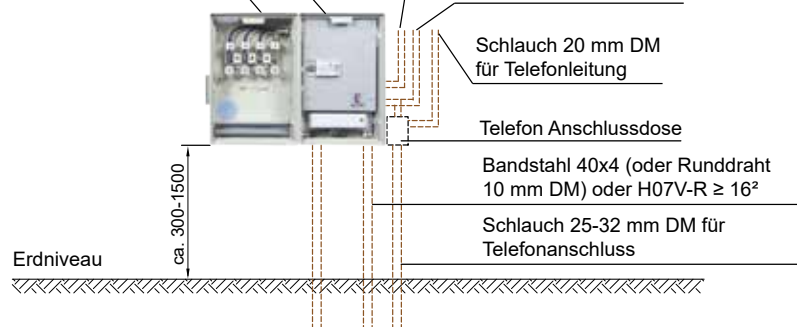 Schlauch 20 mm DM
für Telefonleitung
Telefon Anschlussdose
Bandstahl 40x4 (oder Runddraht
10 mm DM) oder H07V-R ≥ 16²
Schlauch 25-32 mm DM für
Telefonanschluss
ca. 300-1500
Erdniveau